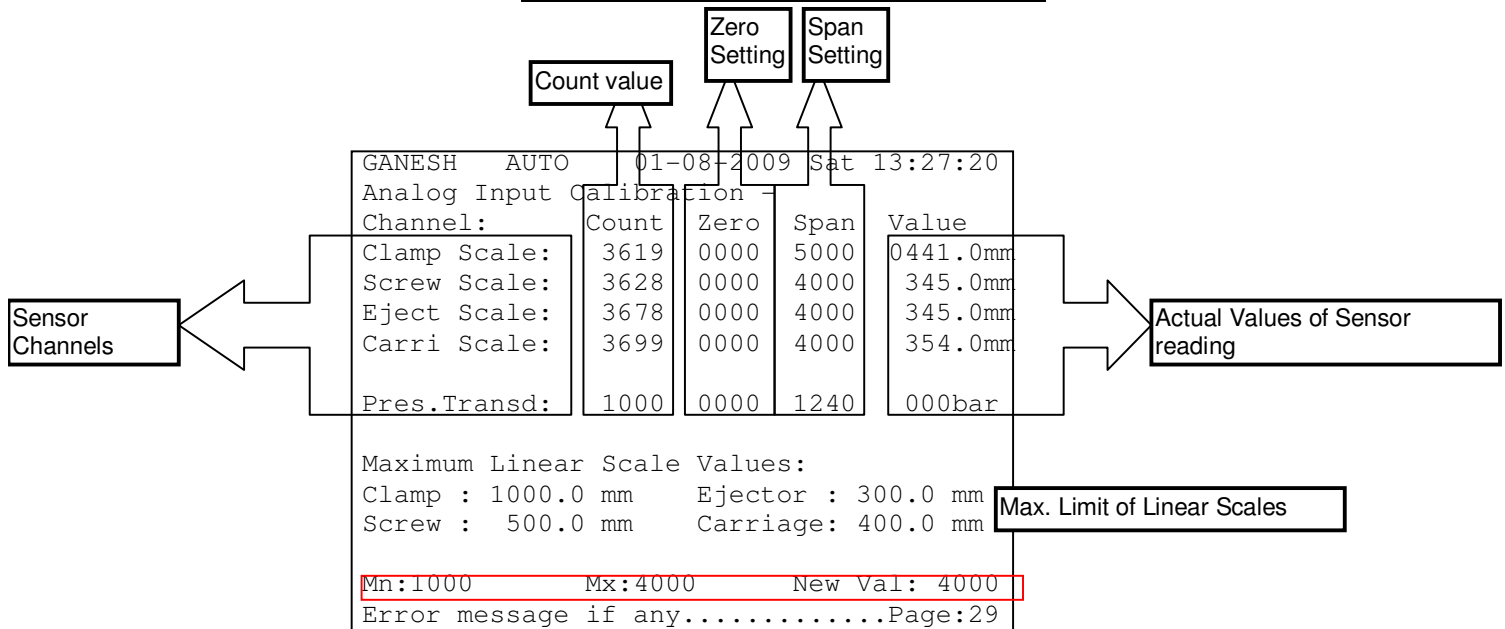 Zero
Setting
Span
Setting
Count value
GANESH   AUTO    01-08-2009 Sat 13:27:20
Analog Input Calibration -
Channel:       Count  Zero  Span  Value
Clamp Scale:   3619  0000  5000  0441.0mm
Screw Scale:   3628  0000  4000   345.0mm
Eject Scale:   3678  0000  4000   345.0mm
Carri Scale:   3699  0000  4000   354.0mm
Pres.Transd:   1000  0000  1240   000bar
Sensor
Channels
Actual Values of Sensor
reading
Maximum Linear Scale Values:
Clamp : 1000.0 mm    Ejector : 300.0 mm
Screw :  500.0 mm    Carriage: 400.0 mm
Max. Limit of Linear Scales
Mn:1000        Mx:4000       New Val: 4000
Error message if any.............Page:29